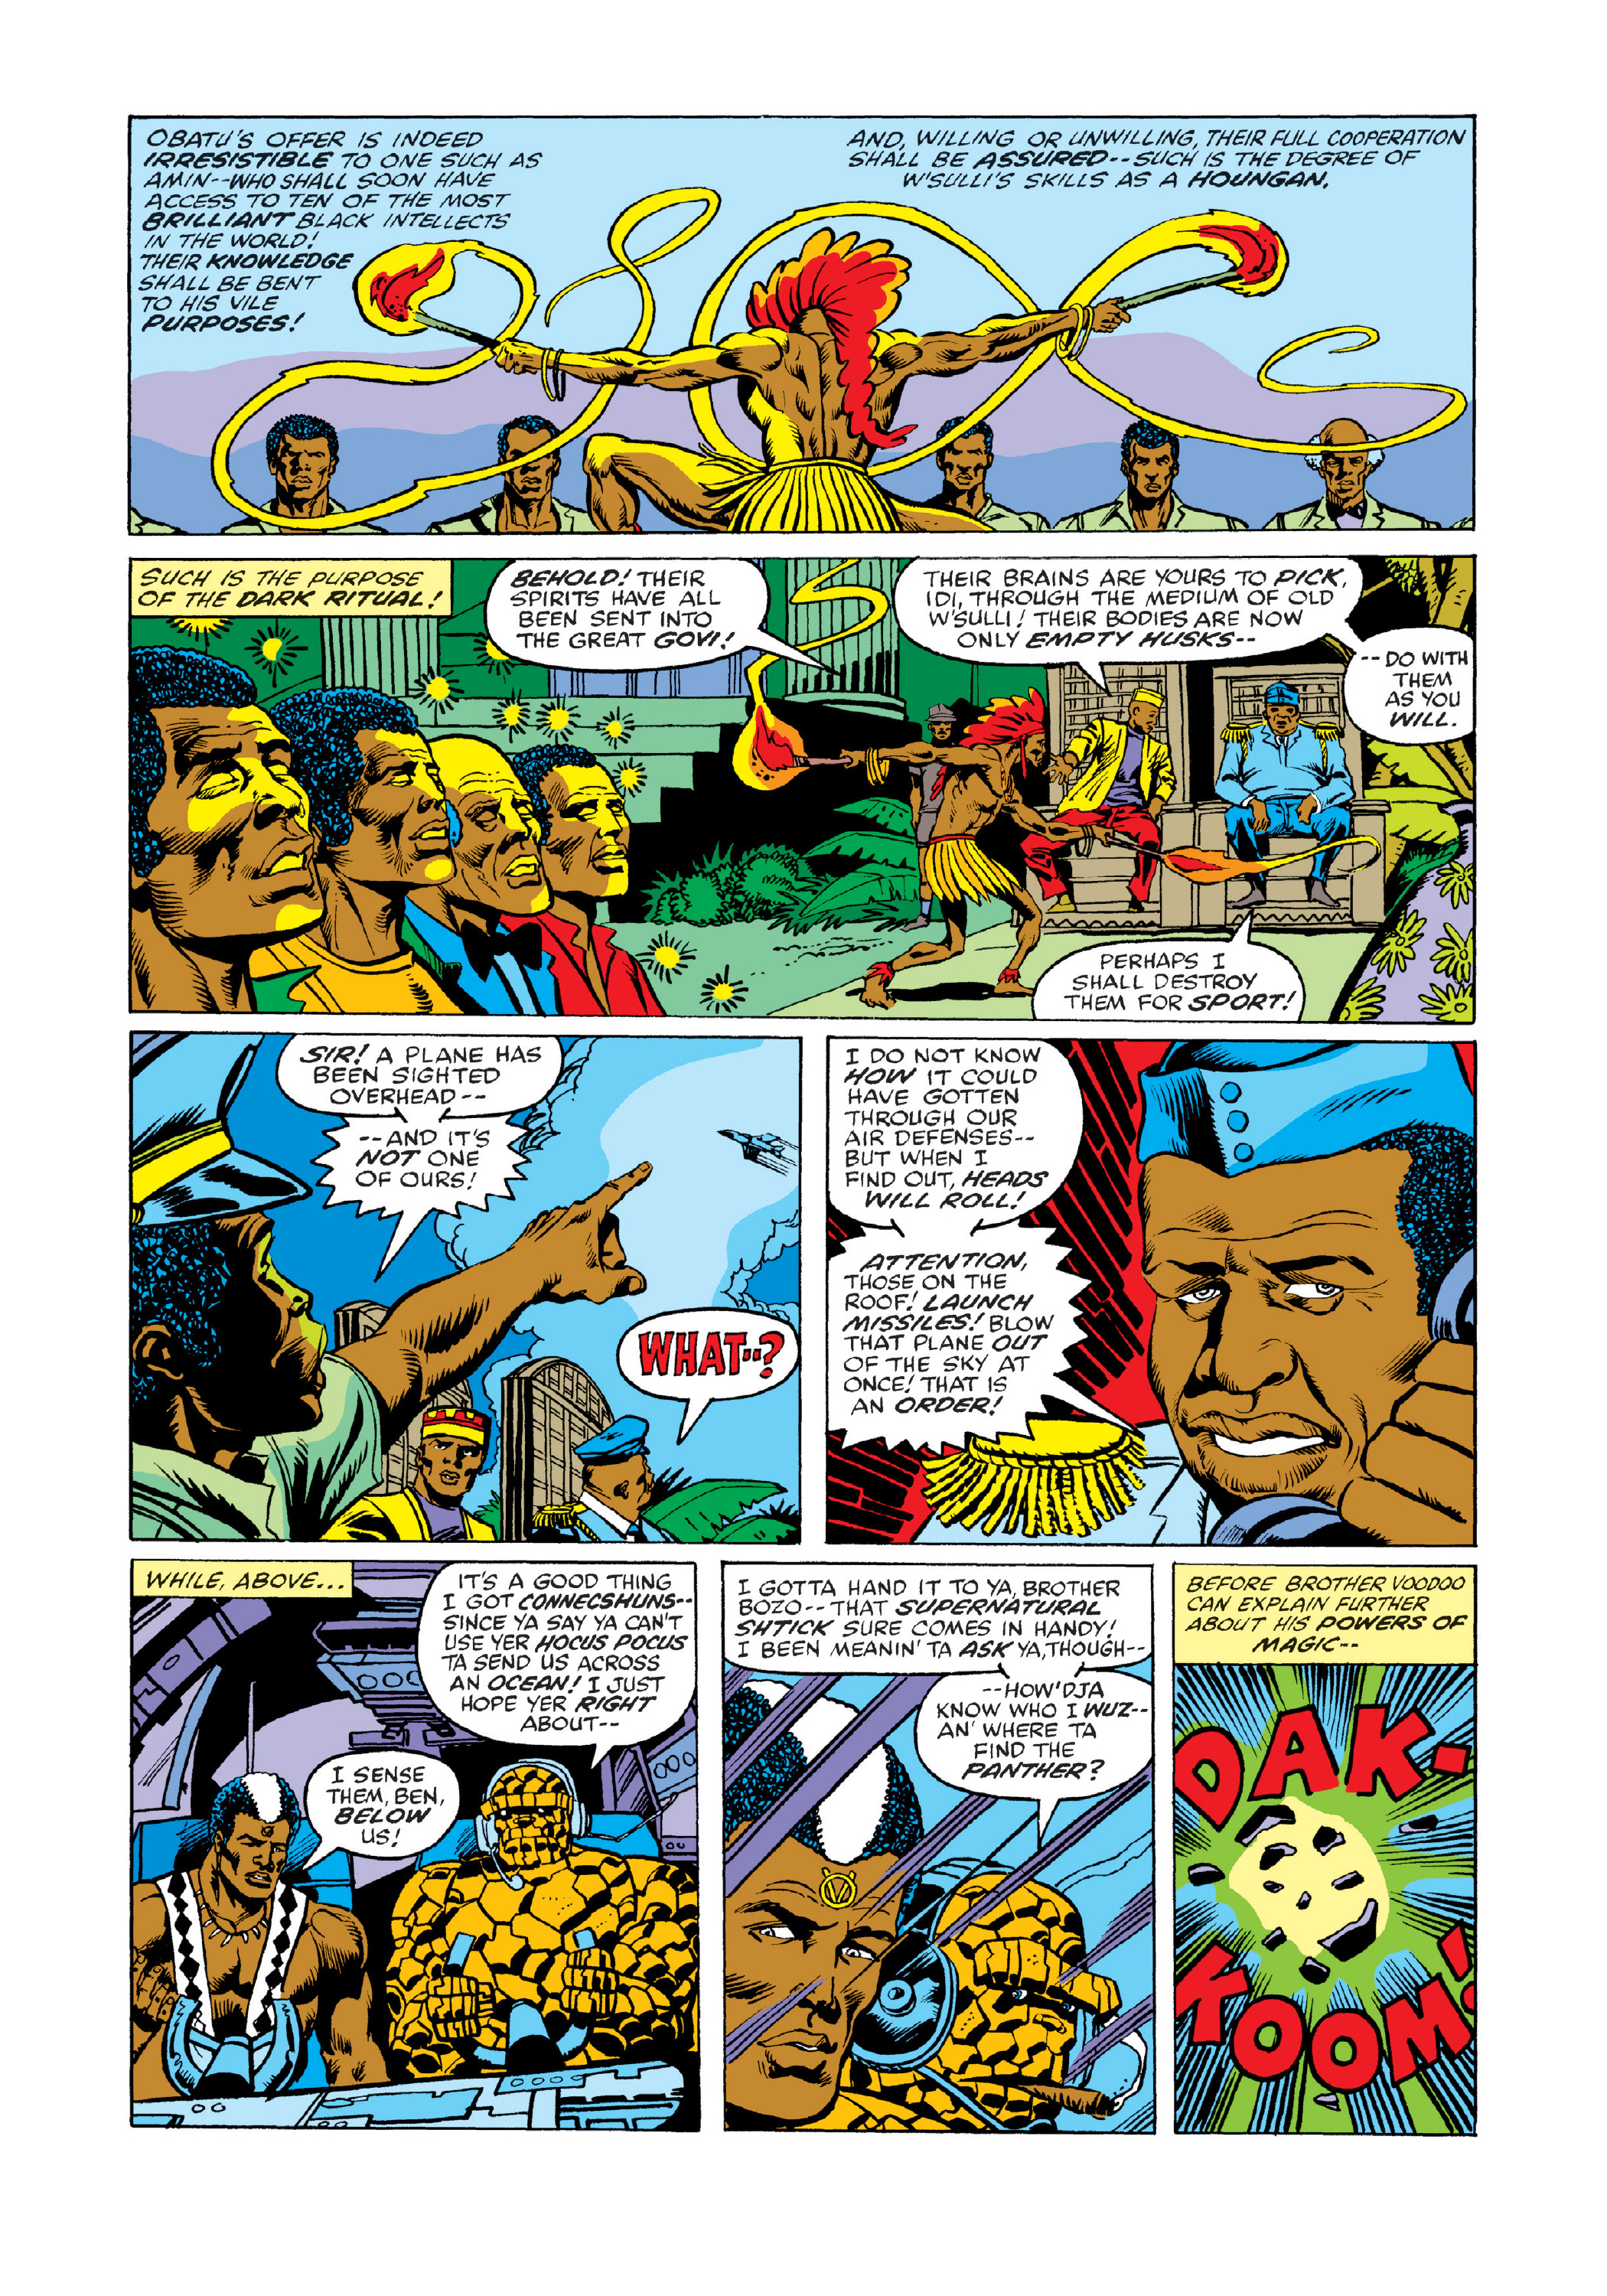 OBATU'S OFFER IS INDEED
IRRESISTIBLE TO ONE SUCH AS
AMIN--WHO SHALL SOON HAVE
ACCESS TO TEN OF THE MOST
BRILLIANT BLACK INTELLECTS
IN THE WORLD!
THEIR KNOWLEDGE
SHALL BE BENT
TO HIS VILE
PURPOSES!
AND, WILLING OR UNWILLING, THEIR FULL COOPERATION
SHALL BE ASSURED--SUCH IS THE DEGREE OF
W'SULLI'S SKILLS AS A HOUNGAN.
SUCH IS THE PURPOSE
OF THE DARK RITUAL!
BEHOLD! THEIR
SPIRITS HAVE ALL
BEEN SENT INTO
THE GREAT GOVI!
THEIR BRAINS ARE YOURS TO PICK,
IDI, THROUGH THE MEDIUM OF OLD
W'SULLI! THEIR BODIES ARE NOW
ONLY EMPTY HUSKS--
--DO WITH
THEM
AS YOU
WILL.
PERHAPS I
SHALL DESTROY
THEM FOR SPORT!
SIR! A PLANE HAS
BEEN SIGHTED
OVERHEAD--
--AND IT'S
NOT ONE
OF OURS!
WHAT--?
I DO NOT KNOW
HOW IT COULD
HAVE GOTTEN
THROUGH OUR
AIR DEFENSES--
BUT WHEN I
FIND OUT, HEADS
WILL ROLL!
ATTENTION,
THOSE ON THE
ROOF! LAUNCH
MISSILES! BLOW
THAT PLANE OUT
OF THE SKY AT
ONCE! THAT IS
AN ORDER!
WHILE, ABOVE...
IT'S A GOOD THING
I GOT CONNECSHUNS--
SINCE YA SAY YA CAN'T
USE YER HOCUS POCUS
TA SEND US ACROSS
AN OCEAN! I JUST
HOPE YER RIGHT
ABOUT--
I SENSE
THEM, BEN,
BELOW
US!
I GOTTA HAND IT TO YA, BROTHER
BOZO--THAT SUPERNATURAL
SHTICK SURE COMES IN HANDY!
I BEEN MEANIN' TA ASK YA, THOUGH--
--HOW'DJA
KNOW WHO I WUZ--
AN' WHERE TA
FIND THE
PANTHER?
BEFORE BROTHER VOODOO
CAN EXPLAIN FURTHER
ABOUT HIS POWERS OF
MAGIC--
DAK-
KOOM!